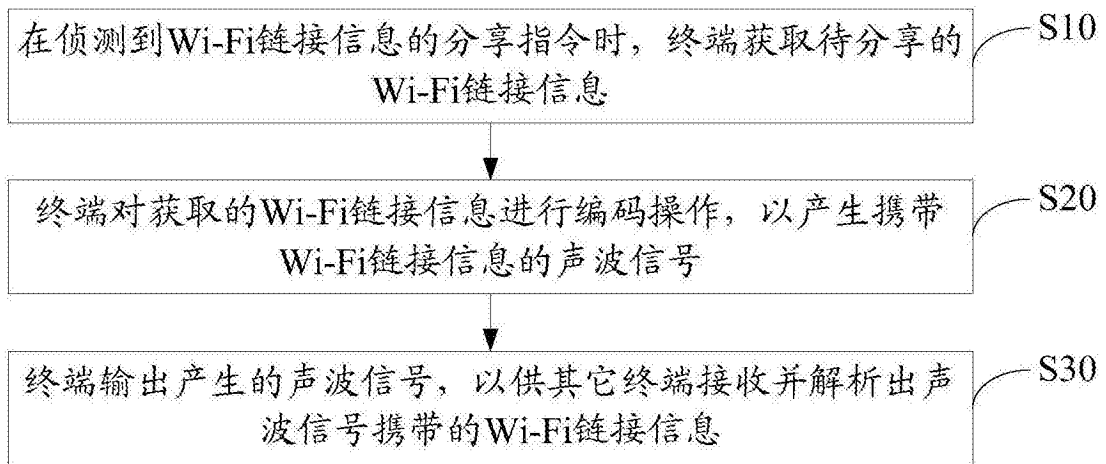 在侦测到Wi-Fi链接信息的分享指令时，终端获取待分享的
Wi-Fi链接信息
S10
终端对获取的Wi-Fi链接信息进行编码操作，以产生携带
Wi-Fi链接信息的声波信号
S20
终端输出产生的声波信号，以供其它终端接收并解析出声
波信号携带的Wi-Fi链接信息
S30